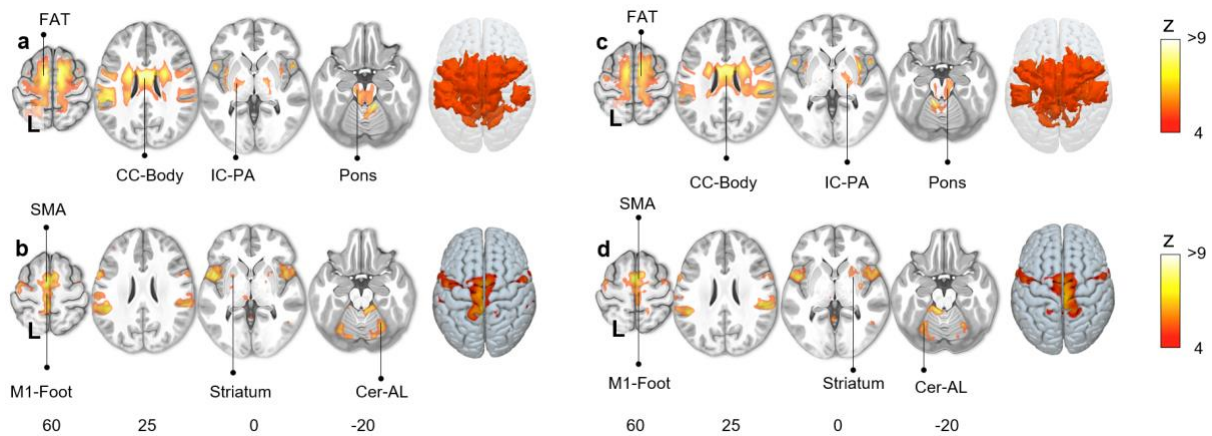 FAT
a
L
CC-Body
IC-PA
Pons
SMA
b
L
M1-Foot
Striatum
Cer-AL
60
25
0
-20
FAT
c
L
CC-Body
IC-PA
Pons
SMA
d
L
M1-Foot
Striatum
Cer-AL
60
25
0
-20
Z
>9
4
Z
>9
4